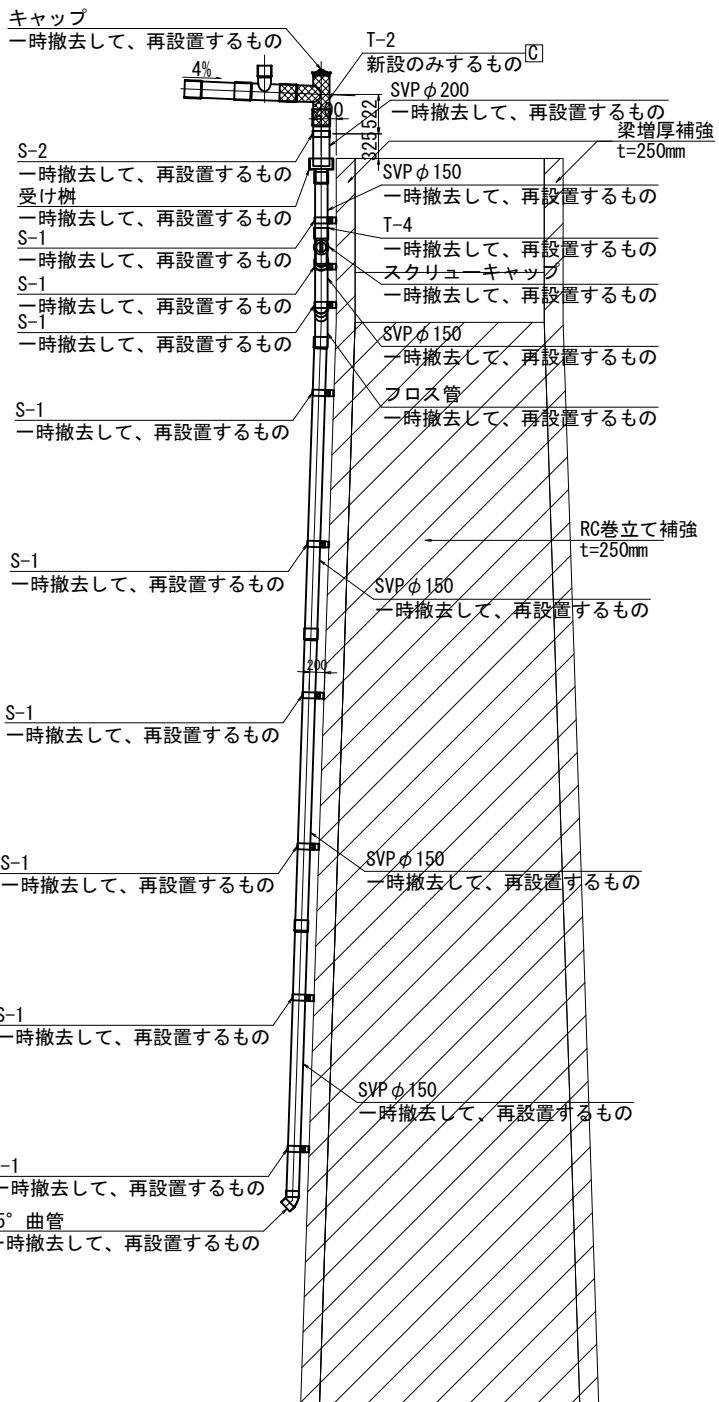 キャップ
一時撤去して、再設置するもの
4%
T-2
新設のみするもの C
SVPφ200
一時撤去して、再設置するもの
200
522
325
梁増厚補強
t=250mm
S-2
一時撤去して、再設置するもの
受け桝
一時撤去して、再設置するもの
S-1
一時撤去して、再設置するもの
S-1
一時撤去して、再設置するもの
S-1
一時撤去して、再設置するもの
SVPφ150
一時撤去して、再設置するもの
T-4
一時撤去して、再設置するもの
スクリューキャップ
一時撤去して、再設置するもの
SVPφ150
一時撤去して、再設置するもの
フロス管
一時撤去して、再設置するもの
S-1
一時撤去して、再設置するもの
RC巻立て補強
t=250mm
S-1
一時撤去して、再設置するもの
SVPφ150
一時撤去して、再設置するもの
200
S-1
一時撤去して、再設置するもの
S-1
一時撤去して、再設置するもの
SVPφ150
一時撤去して、再設置するもの
S-1
一時撤去して、再設置するもの
SVPφ150
一時撤去して、再設置するもの
-1
一時撤去して、再設置するもの
5°曲管
一時撤去して、再設置するもの